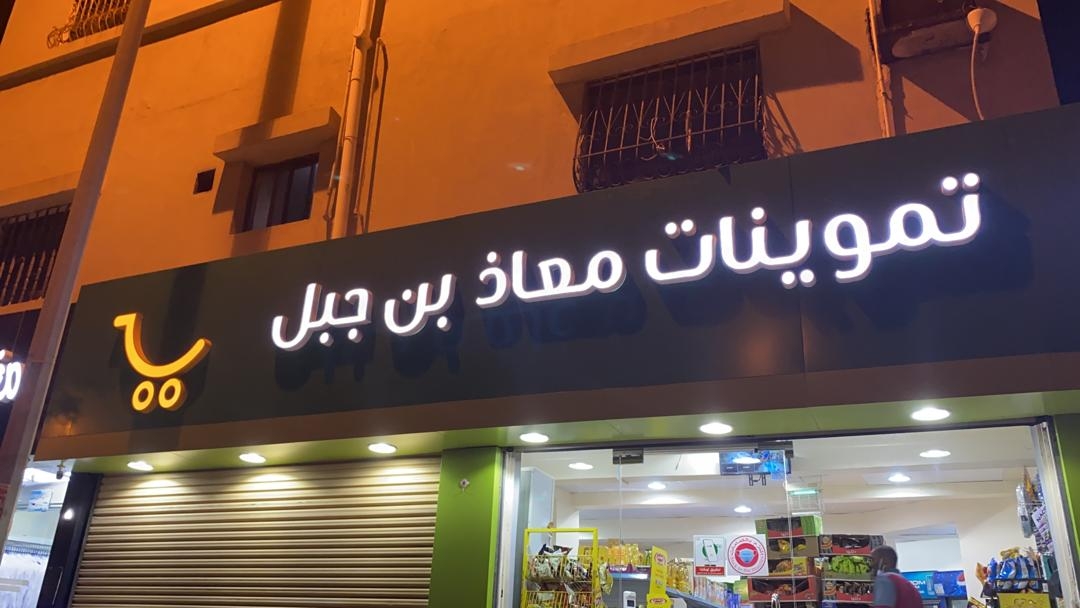 تموينات معاذ بن جبل